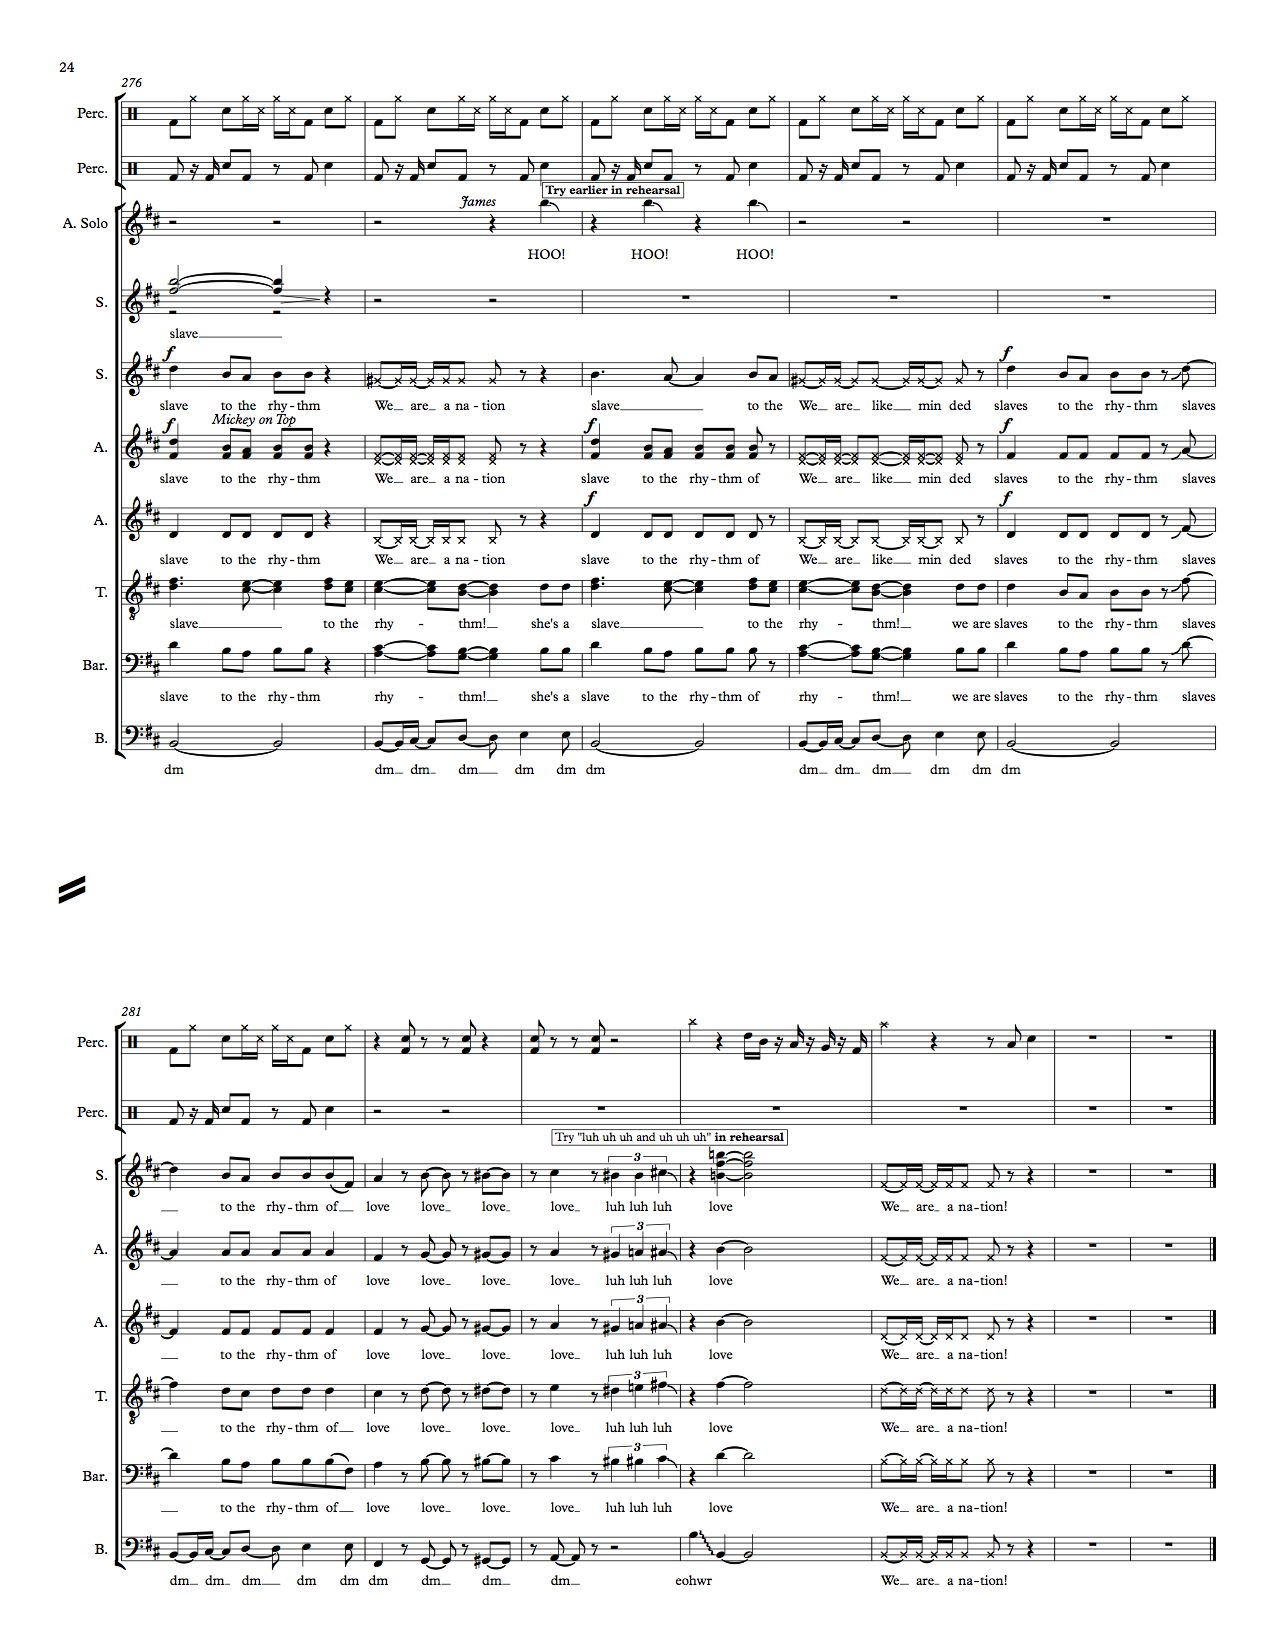 24
276
Perc.
Perc.
Try earlier in rehearsal
James
A. Solo
HOO! HOO! HOO!
S.
slave
f f
S.
slave to the rhy-thm We are a na-tion slave to the We are like min ded slaves to the rhy-thm slaves
Mickey on Top
f f f
A.
slave to the rhy-thm We are a na-tion slave to the rhy-thm of We are like min ded slaves to the rhy-thm slaves
f f
A.
slave to the rhy-thm We are a na-tion slave to the rhy-thm of We are like min ded slaves to the rhy-thm slaves
T.
slave to the rhy - thm! she's a slave to the rhy - thm! we are slaves to the rhy-thm slaves
Bar.
slave to the rhy-thm rhy - thm! she's a slave to the rhy-thm of rhy - thm! we are slaves to the rhy-thm slaves
B.
dm dm dm dm dm dm dm dm dm dm dm dm dm
281
Perc.
Perc.
Try "luh uh uh and uh uh uh" in rehearsal
3
S.
to the rhy-thm of love love love love luh luh luh love We are a na-tion!
3
A.
to the rhy-thm of love love love love luh luh luh love We are a na-tion!
3
A.
to the rhy-thm of love love love love luh luh luh love We are a na-tion!
3
T.
8
to the rhy-thm of love love love love luh luh luh love We are a na-tion!
3
Bar.
to the rhy-thm of love love love love luh luh luh love We are a na-tion!
B.
dm dm dm dm dm dm dm dm dm eohwr We are a na-tion!